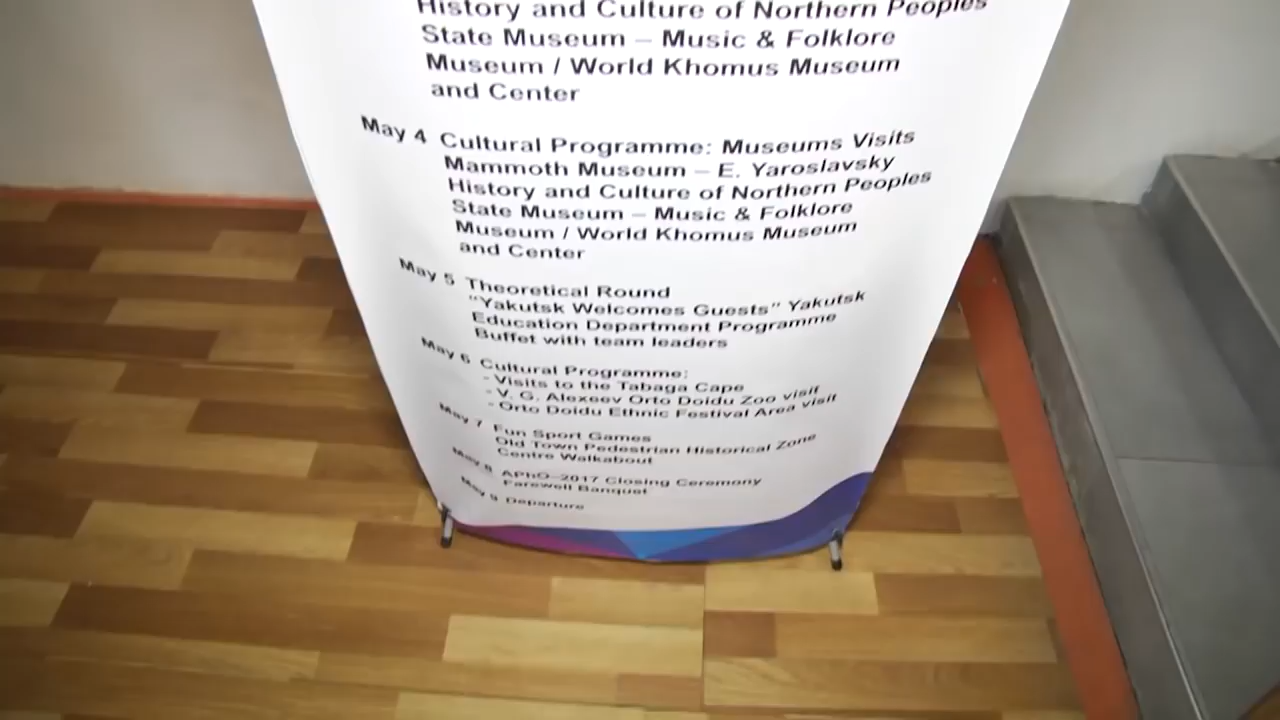 History and Culture of Northern Peoples
State Museum – Music & Folklore
Museum / World Khomus Museum
and Center
May 4 Cultural Programme: Museums Visits
Mammoth Museum – E. Yaroslavsky
History and Culture of Northern Peoples
State Museum – Music & Folklore
Museum / World Khomus Museum
and Center
May 5 Theoretical Round
“Yakutsk Welcomes Guests” Yakutsk
Education Department Programme
Buffet with team leaders
May 6 Cultural Programme:
- Visits to the Tabaga Cape
- V. G. Alexeev Orto Doidu Zoo visit
- Orto Doidu Ethnic Festival Area visit
May 7 Fun Sport Games
Old Town Pedestrian Historical Zone
Centre Walkabout
May 8 APhO–2017 Closing Ceremony
Farewell Banquet
May 9 Departure